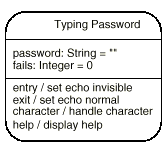 Typing Password
password: String = ""
fails: Integer = 0
entry / set echo invisible
exit / set echo normal
character / handle character
help / display help